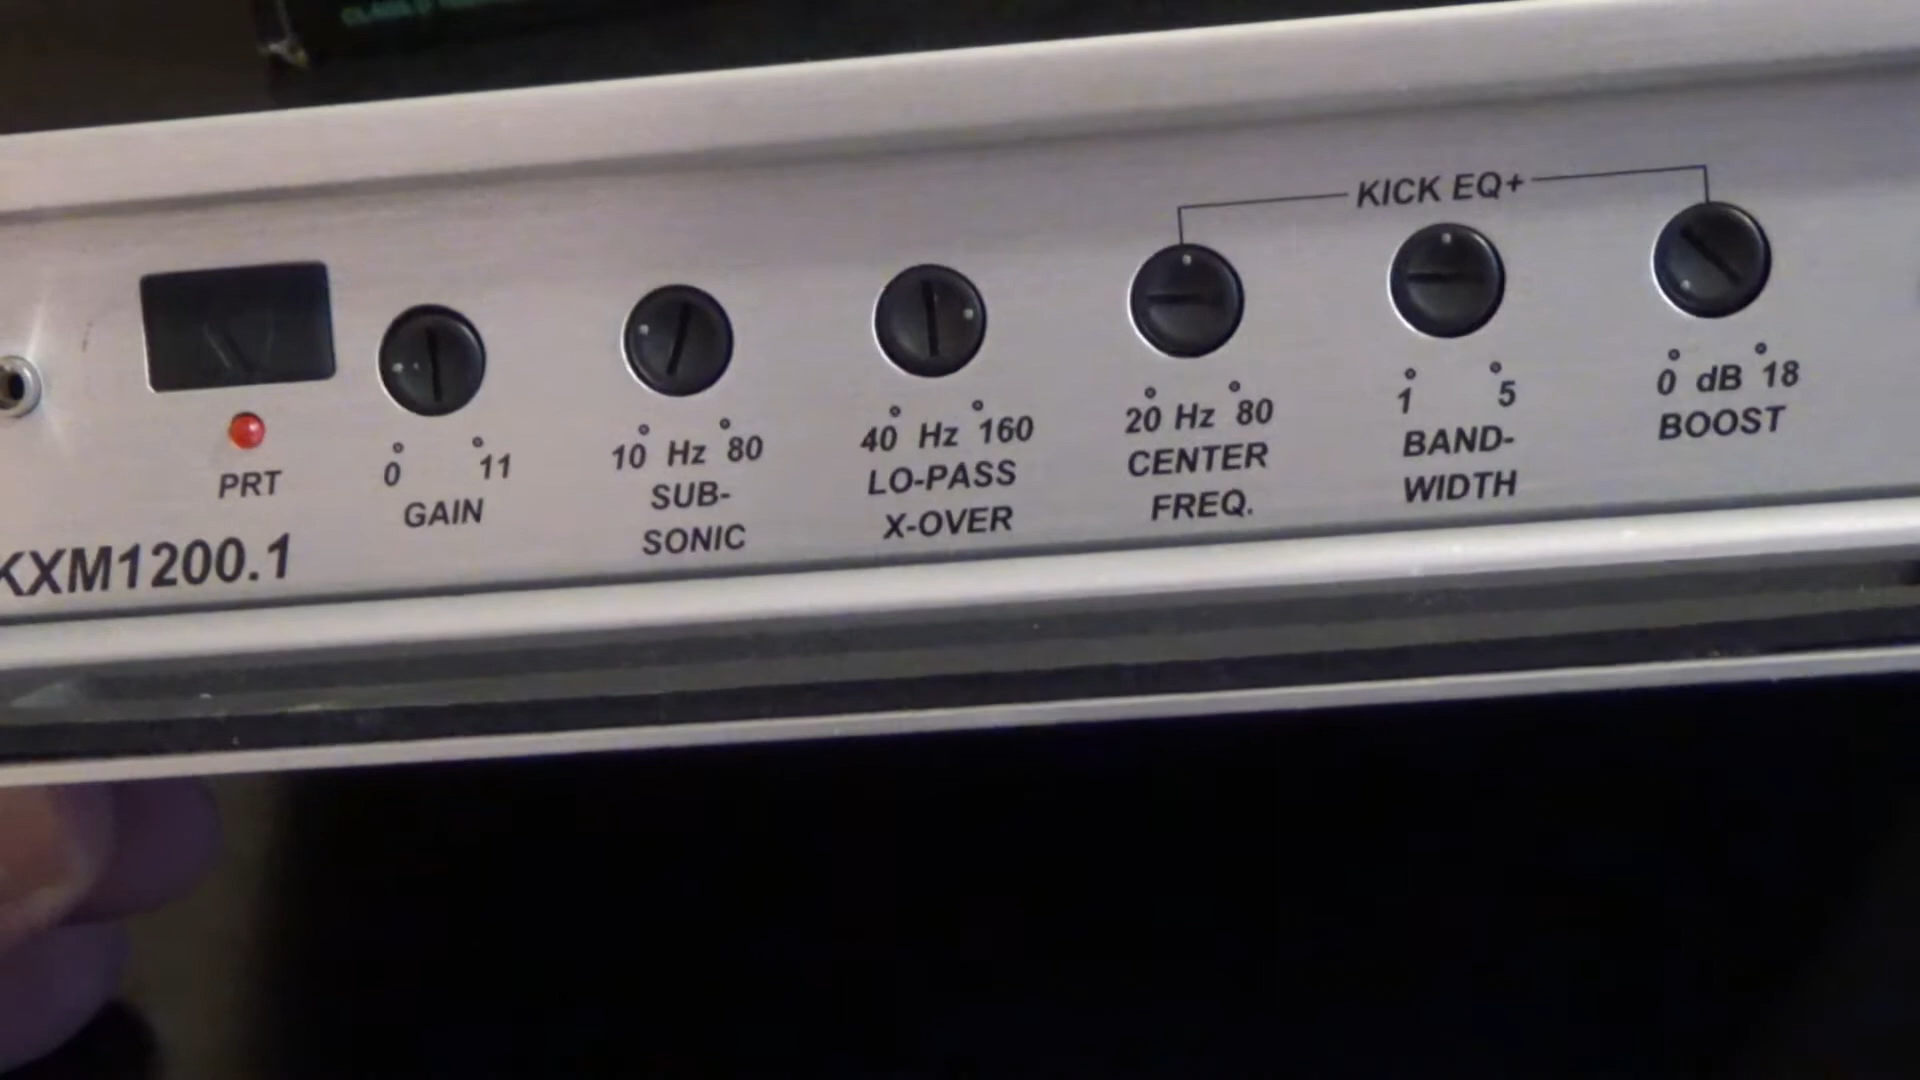 KICK EQ+
PRT
0 11
GAIN
10 Hz 80
SUB-
SONIC
40 Hz 160
LO-PASS
X-OVER
20 Hz 80
CENTER
FREQ.
1 5
BAND-
WIDTH
0 dB 18
BOOST
KXM1200.1